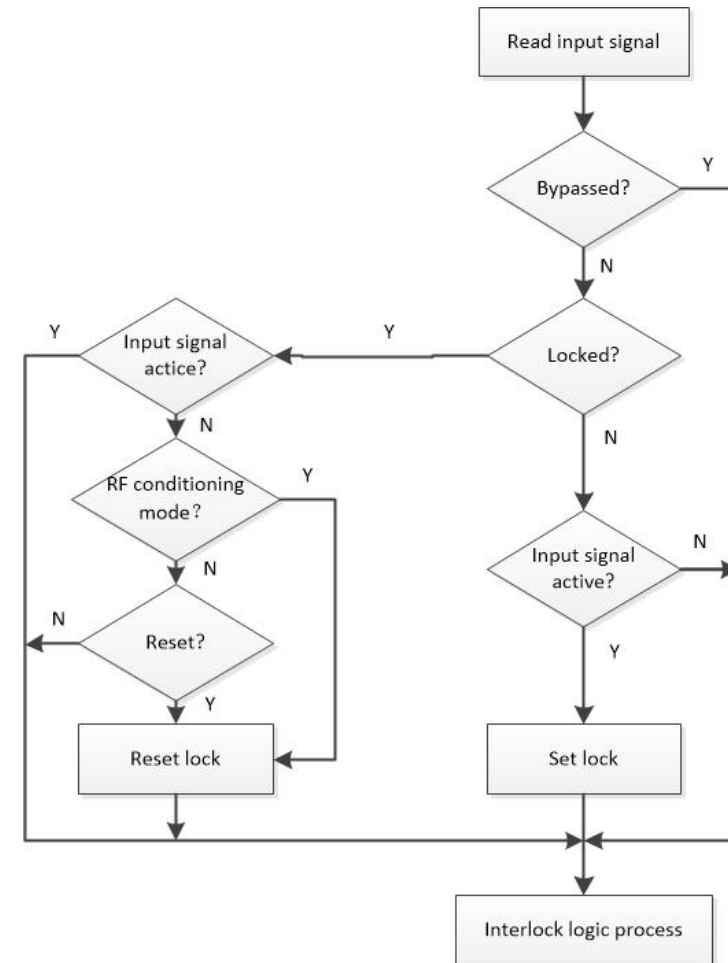 Read input signal
Bypassed?
Y
N
Y
Input signal
actice?
Y
Locked?
N
N
RF conditioning
mode?
Y
N
Input signal
active?
N
N
Reset?
Y
Y
Reset lock
Set lock
Interlock logic process